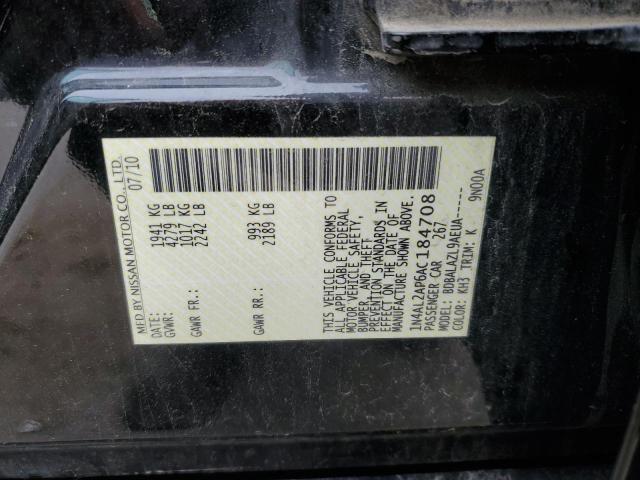 MFD BY NISSAN MOTOR CO., LTD.
DATE: 07/10
GVWR: 1941 KG
4279 LB
GAWR FR: 1017 KG
2242 LB
GAWR RR: 993 KG
2189 LB
THIS VEHICLE CONFORMS TO
ALL APPLICABLE FEDERAL
MOTOR VEHICLE SAFETY,
BUMPER, AND THEFT
PREVENTION STANDARDS IN
EFFECT ON THE DATE OF
MANUFACTURE SHOWN ABOVE.
1N4AL2AP6AC184708
PASSENGER CAR 267
MODEL: BDBALAZL9AEUA------
COLOR: KH3 TRIM: K 9N00A